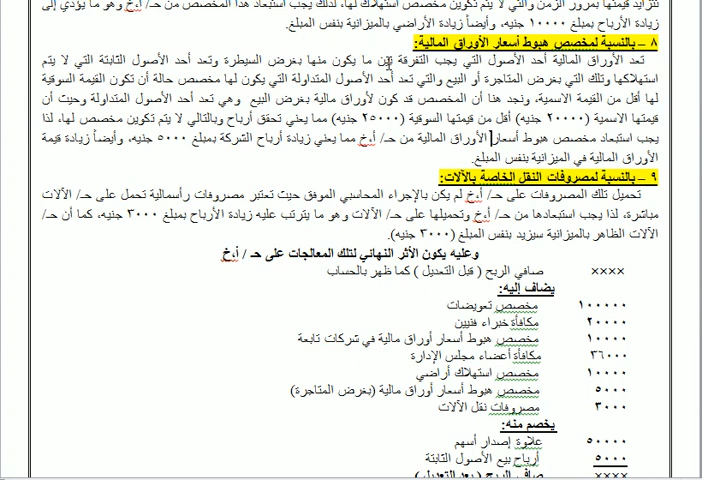 تتزايد قيمتها بمرور الزمن والتي لا يتم تكوين مخصص استهلاك لها، لذلك يجب استبعاد هذا المخصص من حـ/ أ،خ وهو ما يؤدي إلى
زيادة الأرباح بمبلغ ١٠٠٠٠ جنيه، وأيضاً زيادة الأراضي بالميزانية بنفس المبلغ.
٨ – بالنسبة لمخصص هبوط أسعار الأوراق المالية:
تعد الأوراق المالية أحد الأصول التي يجب التفرقة بين ما يكون منها بغرض السيطرة وتعد أحد الأصول الثابتة التي لا يتم
استهلاكها وتلك التي بغرض المتاجرة أو البيع والتي تعد أحد الأصول المتداولة التي يكون لها مخصص حالة أن تكون القيمة السوقية
لها أقل من القيمة الاسمية، ونجد هنا أن المخصص قد كون لأوراق مالية بغرض البيع وهي تعد أحد الأصول المتداولة وحيث أن
قيمتها الاسمية (٢٠٠٠٠ جنيه) أقل من قيمتها السوقية (٢٥٠٠٠ جنيه) مما يعني تحقق أرباح وبالتالي لا يتم تكوين مخصص لها، لذا
يجب استبعاد مخصص هبوط أسعار الأوراق المالية من حـ/ أ،خ مما يعني زيادة أرباح الشركة بمبلغ ٥٠٠٠ جنيه، وأيضاً زيادة قيمة
الأوراق المالية في الميزانية بنفس المبلغ.
٩ – بالنسبة لمصروفات النقل الخاصة بالآلات:
تحميل تلك المصروفات على حـ/ أ،خ لم يكن بالإجراء المحاسبي الموفق حيث تعتبر مصروفات رأسمالية تحمل على حـ/ الآلات
مباشرة، لذا يجب استبعادها من حـ/ أ،خ وتحميلها على حـ/ الآلات وهو ما يترتب عليه زيادة الأرباح بمبلغ ٣٠٠٠ جنيه، كما أن حـ/
الآلات الظاهر بالميزانية سيزيد بنفس المبلغ (٣٠٠٠ جنيه).
وعليه يكون الأثر النهائي لتلك المعالجات على حـ / أ،خ
×××× صافي الربح ( قبل التعديل ) كما ظهر بالحساب
يضاف إليه:
١٠٠٠٠٠ مخصص تعويضات
٢٠٠٠٠ مكافأة خبراء فنيين
١٠٠٠٠ مخصص هبوط أسعار أوراق مالية في شركات تابعة
٣٦٠٠٠ مكافأة أعضاء مجلس الإدارة
١٠٠٠٠ مخصص استهلاك أراضي
٥٠٠٠ مخصص هبوط أسعار أوراق مالية (بغرض المتاجرة)
٣٠٠٠ مصروفات نقل الآلات
يخصم منه:
٥٠٠٠٠ علاوة إصدار أسهم
٥٠٠٠ أرباح بيع الأصول الثابتة
×××× صافي الربح ( بعد التعديل )